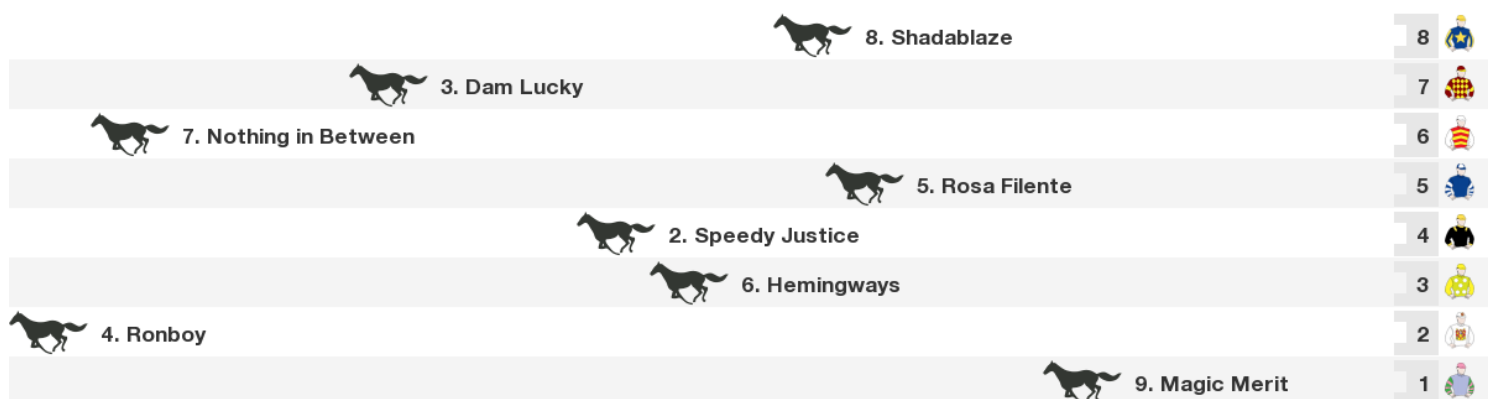 8. Shadablaze 8
3. Dam Lucky 7
7. Nothing in Between 6
5. Rosa Filente 5
2. Speedy Justice 4
6. Hemingways 3
4. Ronboy 2
9. Magic Merit 1